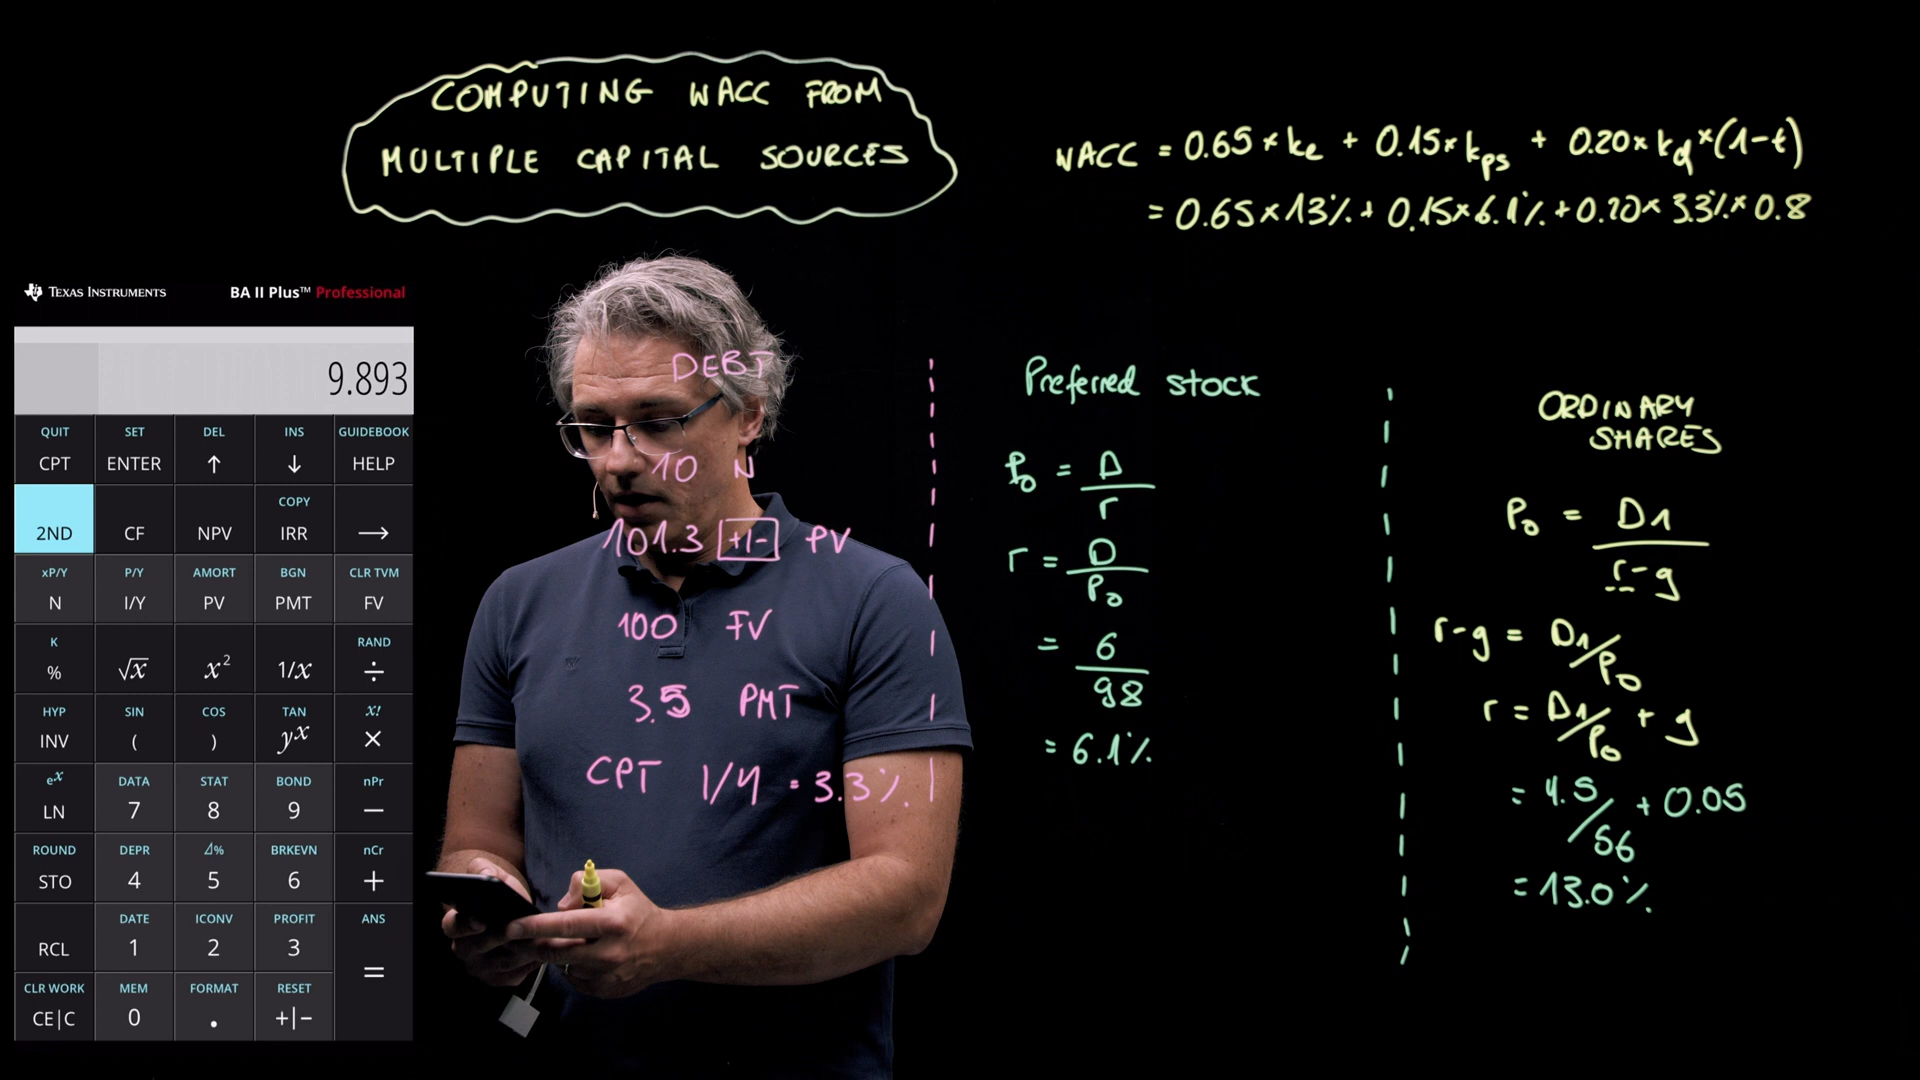 COMPUTING WACC FROM
MULTIPLE CAPITAL SOURCES
WACC = 0.65 × ke + 0.15 × kps + 0.20 × kd × (1-t)
= 0.65 × 13% + 0.15 × 6.1% + 0.20 × 3.3% × 0.8
TEXAS INSTRUMENTS BA II Plus™ Professional
9.893
QUIT SET DEL INS GUIDEBOOK
CPT ENTER ↑ ↓ HELP
COPY
2ND CF NPV IRR →
xP/Y P/Y AMORT BGN CLR TVM
N I/Y PV PMT FV
K RAND
% √x x² 1/x ÷
HYP SIN COS TAN x!
INV ( ) yˣ ×
eˣ DATA STAT BOND nPr
LN 7 8 9 −
ROUND DEPR Δ% BRKEVN nCr
STO 4 5 6 +
DATE ICONV PROFIT ANS
RCL 1 2 3 =
CLR WORK MEM FORMAT RESET
CE|C 0 . +|−
DEBT
10 N
101.3 +/- PV
100 FV
3.5 PMT
CPT I/Y = 3.3%
Preferred stock
P₀ = D/r
r = D/P₀
= 6/98
= 6.1%
ORDINARY
SHARES
P₀ = D1/(r-g)
r-g = D1/P₀
r = D1/P₀ + g
= 4.5/56 + 0.05
= 13.0%